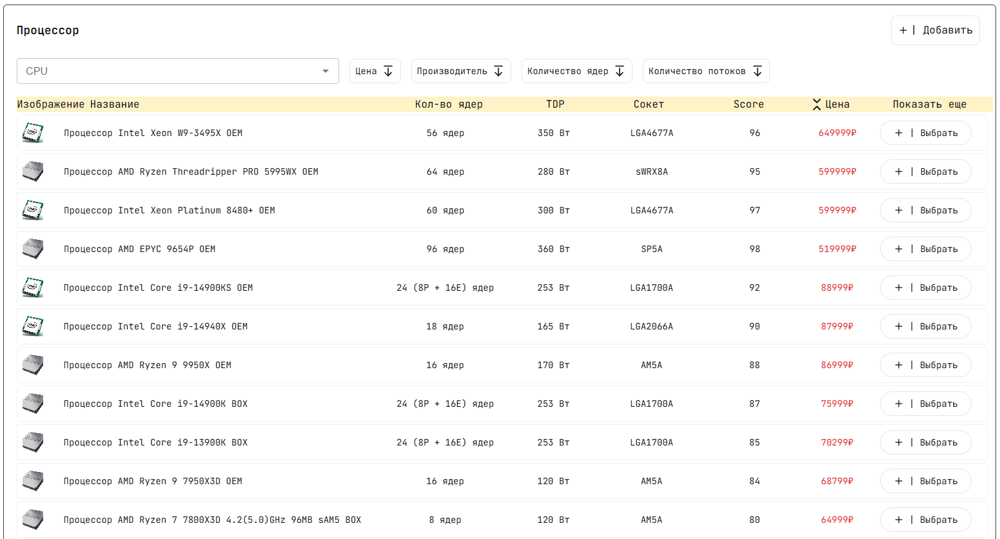 Процессор
+ | Добавить
CPU
Цена
Производитель
Количество ядер
Количество потоков
Изображение Название Кол-во ядер TDP Сокет Score Цена Показать еще
Процессор Intel Xeon W9-3495X OEM 56 ядер 350 Вт LGA4677A 96 649999₽ + | Выбрать
Процессор AMD Ryzen Threadripper PRO 5995WX OEM 64 ядер 280 Вт sWRX8A 95 599999₽ + | Выбрать
Процессор Intel Xeon Platinum 8480+ OEM 60 ядер 300 Вт LGA4677A 97 599999₽ + | Выбрать
Процессор AMD EPYC 9654P OEM 96 ядер 360 Вт SP5A 98 519999₽ + | Выбрать
Процессор Intel Core i9-14900KS OEM 24 (8P + 16E) ядер 253 Вт LGA1700A 92 88999₽ + | Выбрать
Процессор Intel Core i9-14940X OEM 18 ядер 165 Вт LGA2066A 90 87999₽ + | Выбрать
Процессор AMD Ryzen 9 9950X OEM 16 ядер 170 Вт AM5A 88 86999₽ + | Выбрать
Процессор Intel Core i9-14900K BOX 24 (8P + 16E) ядер 253 Вт LGA1700A 87 75999₽ + | Выбрать
Процессор Intel Core i9-13900K BOX 24 (8P + 16E) ядер 253 Вт LGA1700A 85 70299₽ + | Выбрать
Процессор AMD Ryzen 9 7950X3D OEM 16 ядер 120 Вт AM5A 84 68799₽ + | Выбрать
Процессор AMD Ryzen 7 7800X3D 4.2(5.0)GHz 96MB sAM5 BOX 8 ядер 120 Вт AM5A 80 64999₽ + | Выбрать